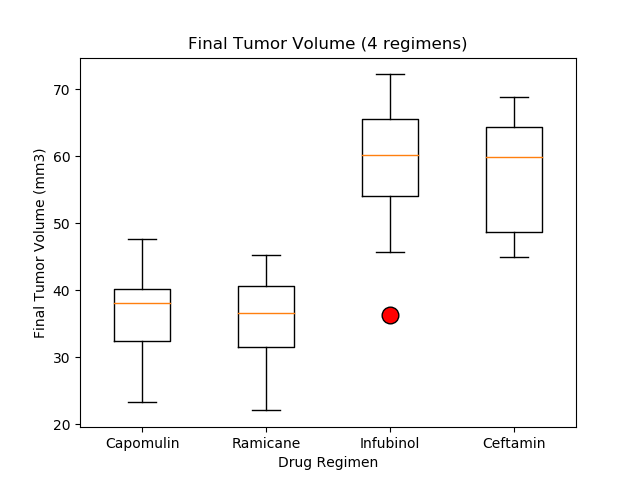 Final Tumor Volume (4 regimens)
Final Tumor Volume (mm3)
70
60
50
40
30
20
Capomulin Ramicane Infubinol Ceftamin
Drug Regimen